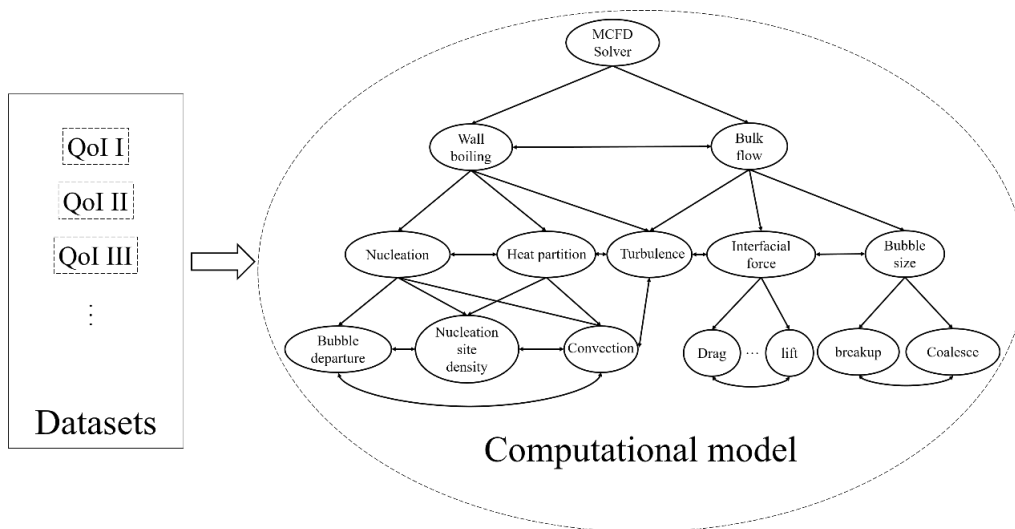 MCFD
Solver
Wall
boiling
Bulk
flow
QoI I
QoI II
QoI III
⋮
Nucleation
Heat partition
Turbulence
Interfacial
force
Bubble
size
Bubble
departure
Nucleation
site
density
Convection
Drag
...
lift
breakup
Coalesce
Datasets
Computational model